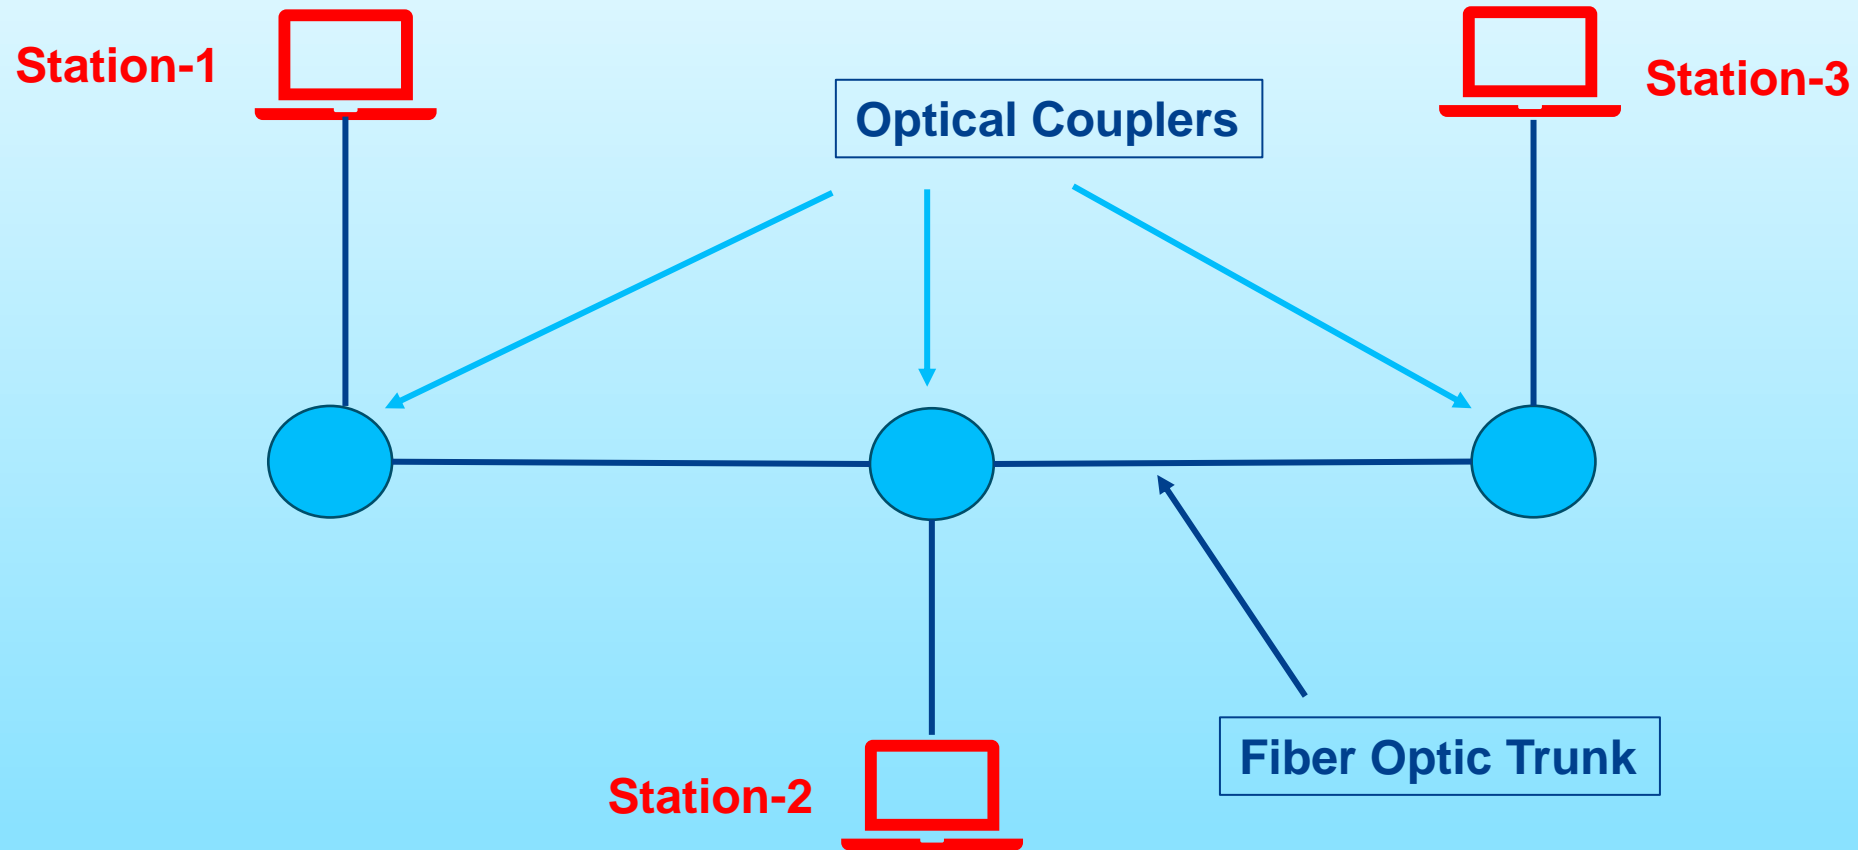 Station-1
Station-3
Optical Couplers
Fiber Optic Trunk
Station-2